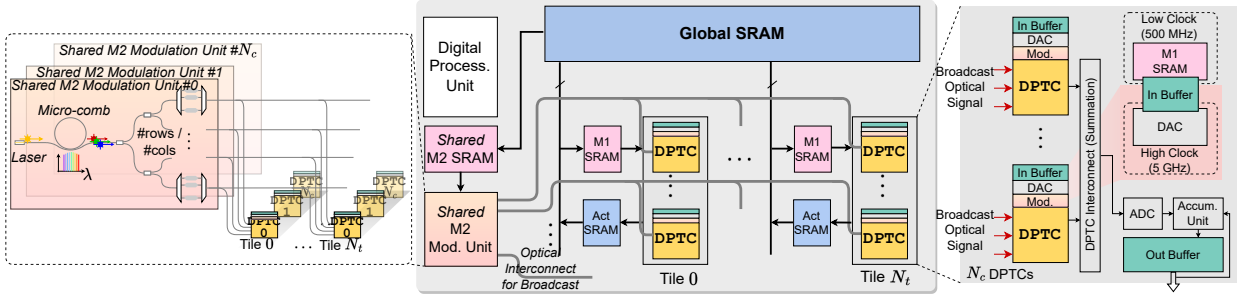 Shared M2 Modulation Unit #N_c
Shared M2 Modulation Unit #1
Shared M2 Modulation Unit #0
Micro-comb
Laser
λ
#rows /
#cols
DPTC
N_c
DPTC
1
DPTC
0
DPTC
N_c
DPTC
1
DPTC
0
Tile 0
...
Tile N_t
Digital
Process.
Unit
Global SRAM
Shared
M2 SRAM
Shared
M2
Mod. Unit
M1
SRAM
DPTC
Act
SRAM
DPTC
...
M1
SRAM
DPTC
Act
SRAM
DPTC
Optical
Interconnect
for Broadcast
Tile 0
...
Tile N_t
In Buffer
DAC
Mod.
DPTC
Broadcast
Optical
Signal
In Buffer
DAC
Mod.
DPTC
Broadcast
Optical
Signal
N_c DPTCs
DPTC Interconnect (Summation)
Low Clock
(500 MHz)
M1
SRAM
In Buffer
DAC
High Clock
(5 GHz)
ADC
Accum.
Unit
Out Buffer